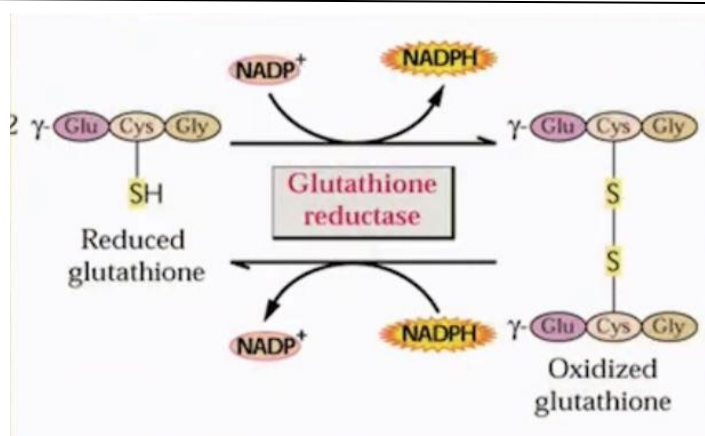 NADP+
NADPH
2 γ-Glu Cys Gly
γ-Glu Cys Gly
SH
S
Glutathione
reductase
Reduced
glutathione
S
NADP+
NADPH
γ-Glu Cys Gly
Oxidized
glutathione